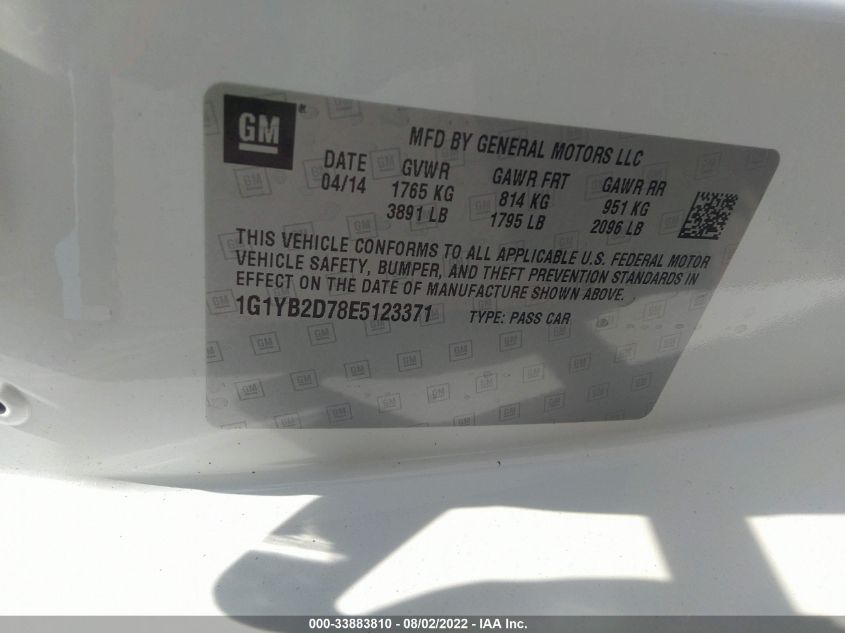 GM
MFD BY GENERAL MOTORS LLC
DATE GVWR GAWR FRT GAWR RR
04/14 1765 KG 814 KG 951 KG
3891 LB 1795 LB 2096 LB
THIS VEHICLE CONFORMS TO ALL APPLICABLE U.S. FEDERAL MOTOR
VEHICLE SAFETY, BUMPER, AND THEFT PREVENTION STANDARDS IN
EFFECT ON THE DATE OF MANUFACTURE SHOWN ABOVE.
1G1YB2D78E5123371 TYPE: PASS CAR
000-33883810 - 08/02/2022 - IAA Inc.